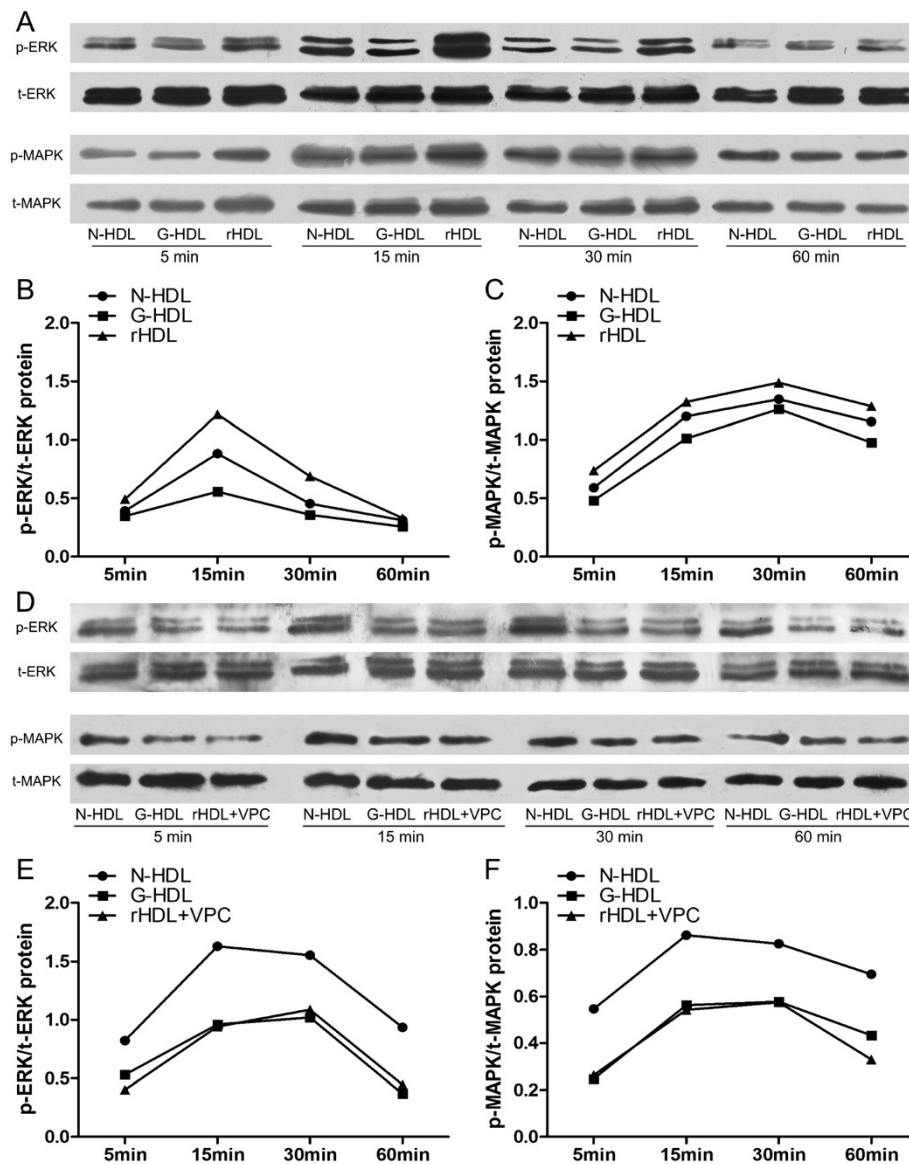 A
p-ERK
t-ERK
p-MAPK
t-MAPK
N-HDL G-HDL rHDL N-HDL G-HDL rHDL N-HDL G-HDL rHDL N-HDL G-HDL rHDL
5 min 15 min 30 min 60 min
B
N-HDL
G-HDL
rHDL
p-ERK/t-ERK protein
2.0
1.5
1.0
0.5
0.0
5min 15min 30min 60min
C
N-HDL
G-HDL
rHDL
p-MAPK/t-MAPK protein
2.0
1.5
1.0
0.5
0.0
5min 15min 30min 60min
D
p-ERK
t-ERK
p-MAPK
t-MAPK
N-HDL G-HDL rHDL+VPC N-HDL G-HDL rHDL+VPC N-HDL G-HDL rHDL+VPC N-HDL G-HDL rHDL+VPC
5 min 15 min 30 min 60 min
E
N-HDL
G-HDL
rHDL+VPC
p-ERK/t-ERK protein
2.0
1.5
1.0
0.5
0.0
5min 15min 30min 60min
F
N-HDL
G-HDL
rHDL+VPC
p-MAPK/t-MAPK protein
1.0
0.8
0.6
0.4
0.2
0.0
5min 15min 30min 60min